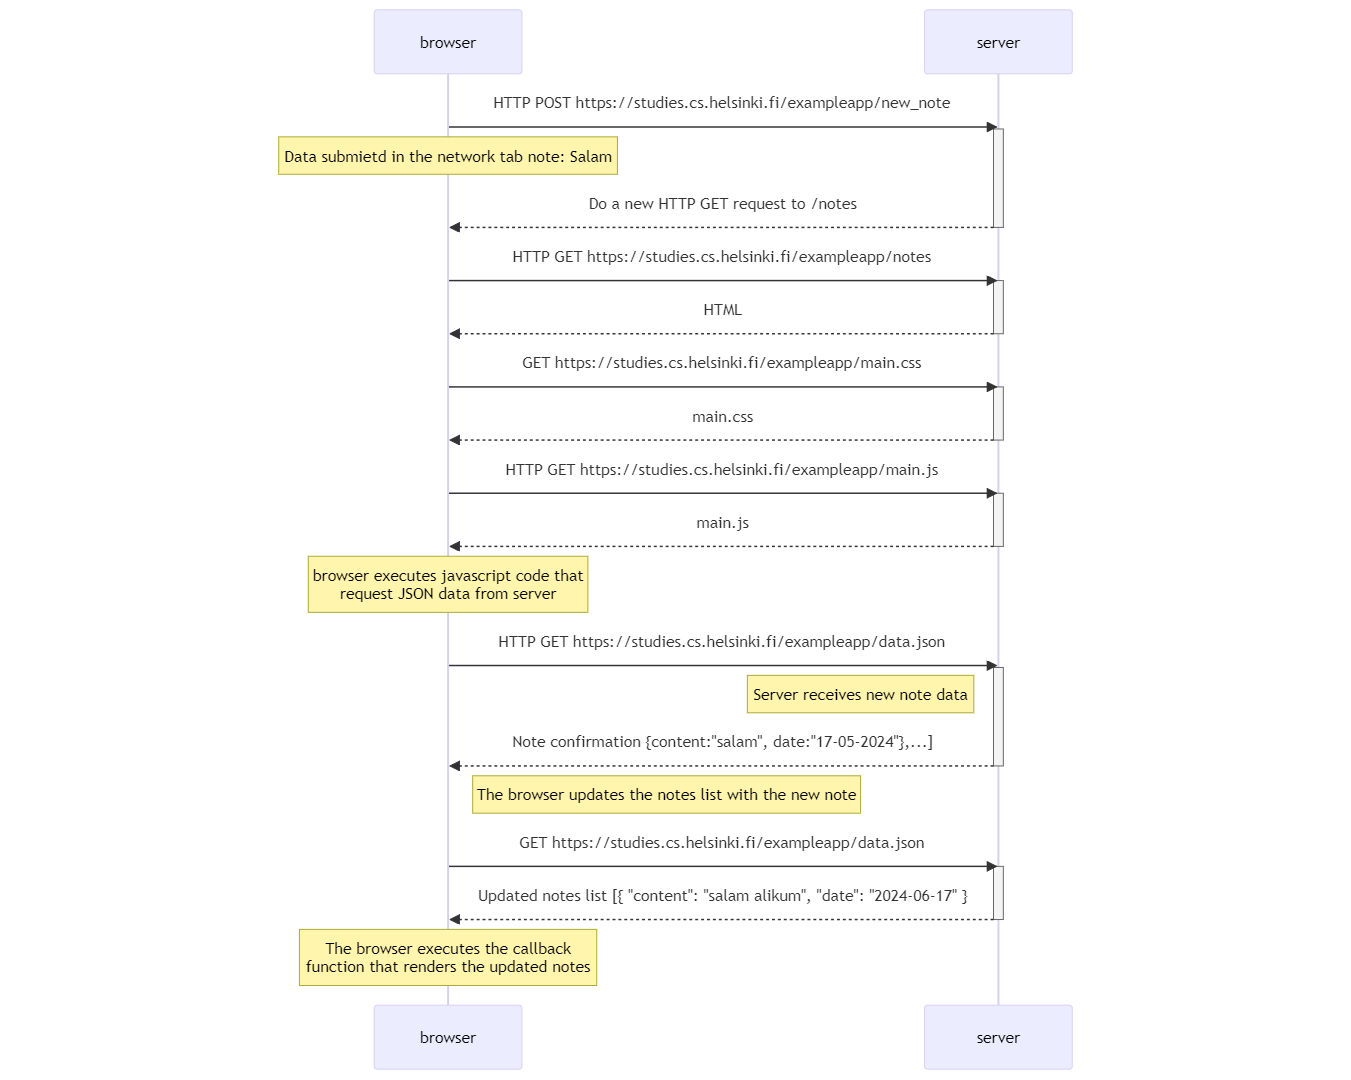 browser
server
HTTP POST https://studies.cs.helsinki.fi/exampleapp/new_note
Data submietd in the network tab note: Salam
Do a new HTTP GET request to /notes
HTTP GET https://studies.cs.helsinki.fi/exampleapp/notes
HTML
GET https://studies.cs.helsinki.fi/exampleapp/main.css
main.css
HTTP GET https://studies.cs.helsinki.fi/exampleapp/main.js
main.js
browser executes javascript code that
request JSON data from server
HTTP GET https://studies.cs.helsinki.fi/exampleapp/data.json
Server receives new note data
Note confirmation {content:"salam", date:"17-05-2024"},...]
The browser updates the notes list with the new note
GET https://studies.cs.helsinki.fi/exampleapp/data.json
Updated notes list [{ "content": "salam alikum", "date": "2024-06-17" }
The browser executes the callback
function that renders the updated notes
browser
server